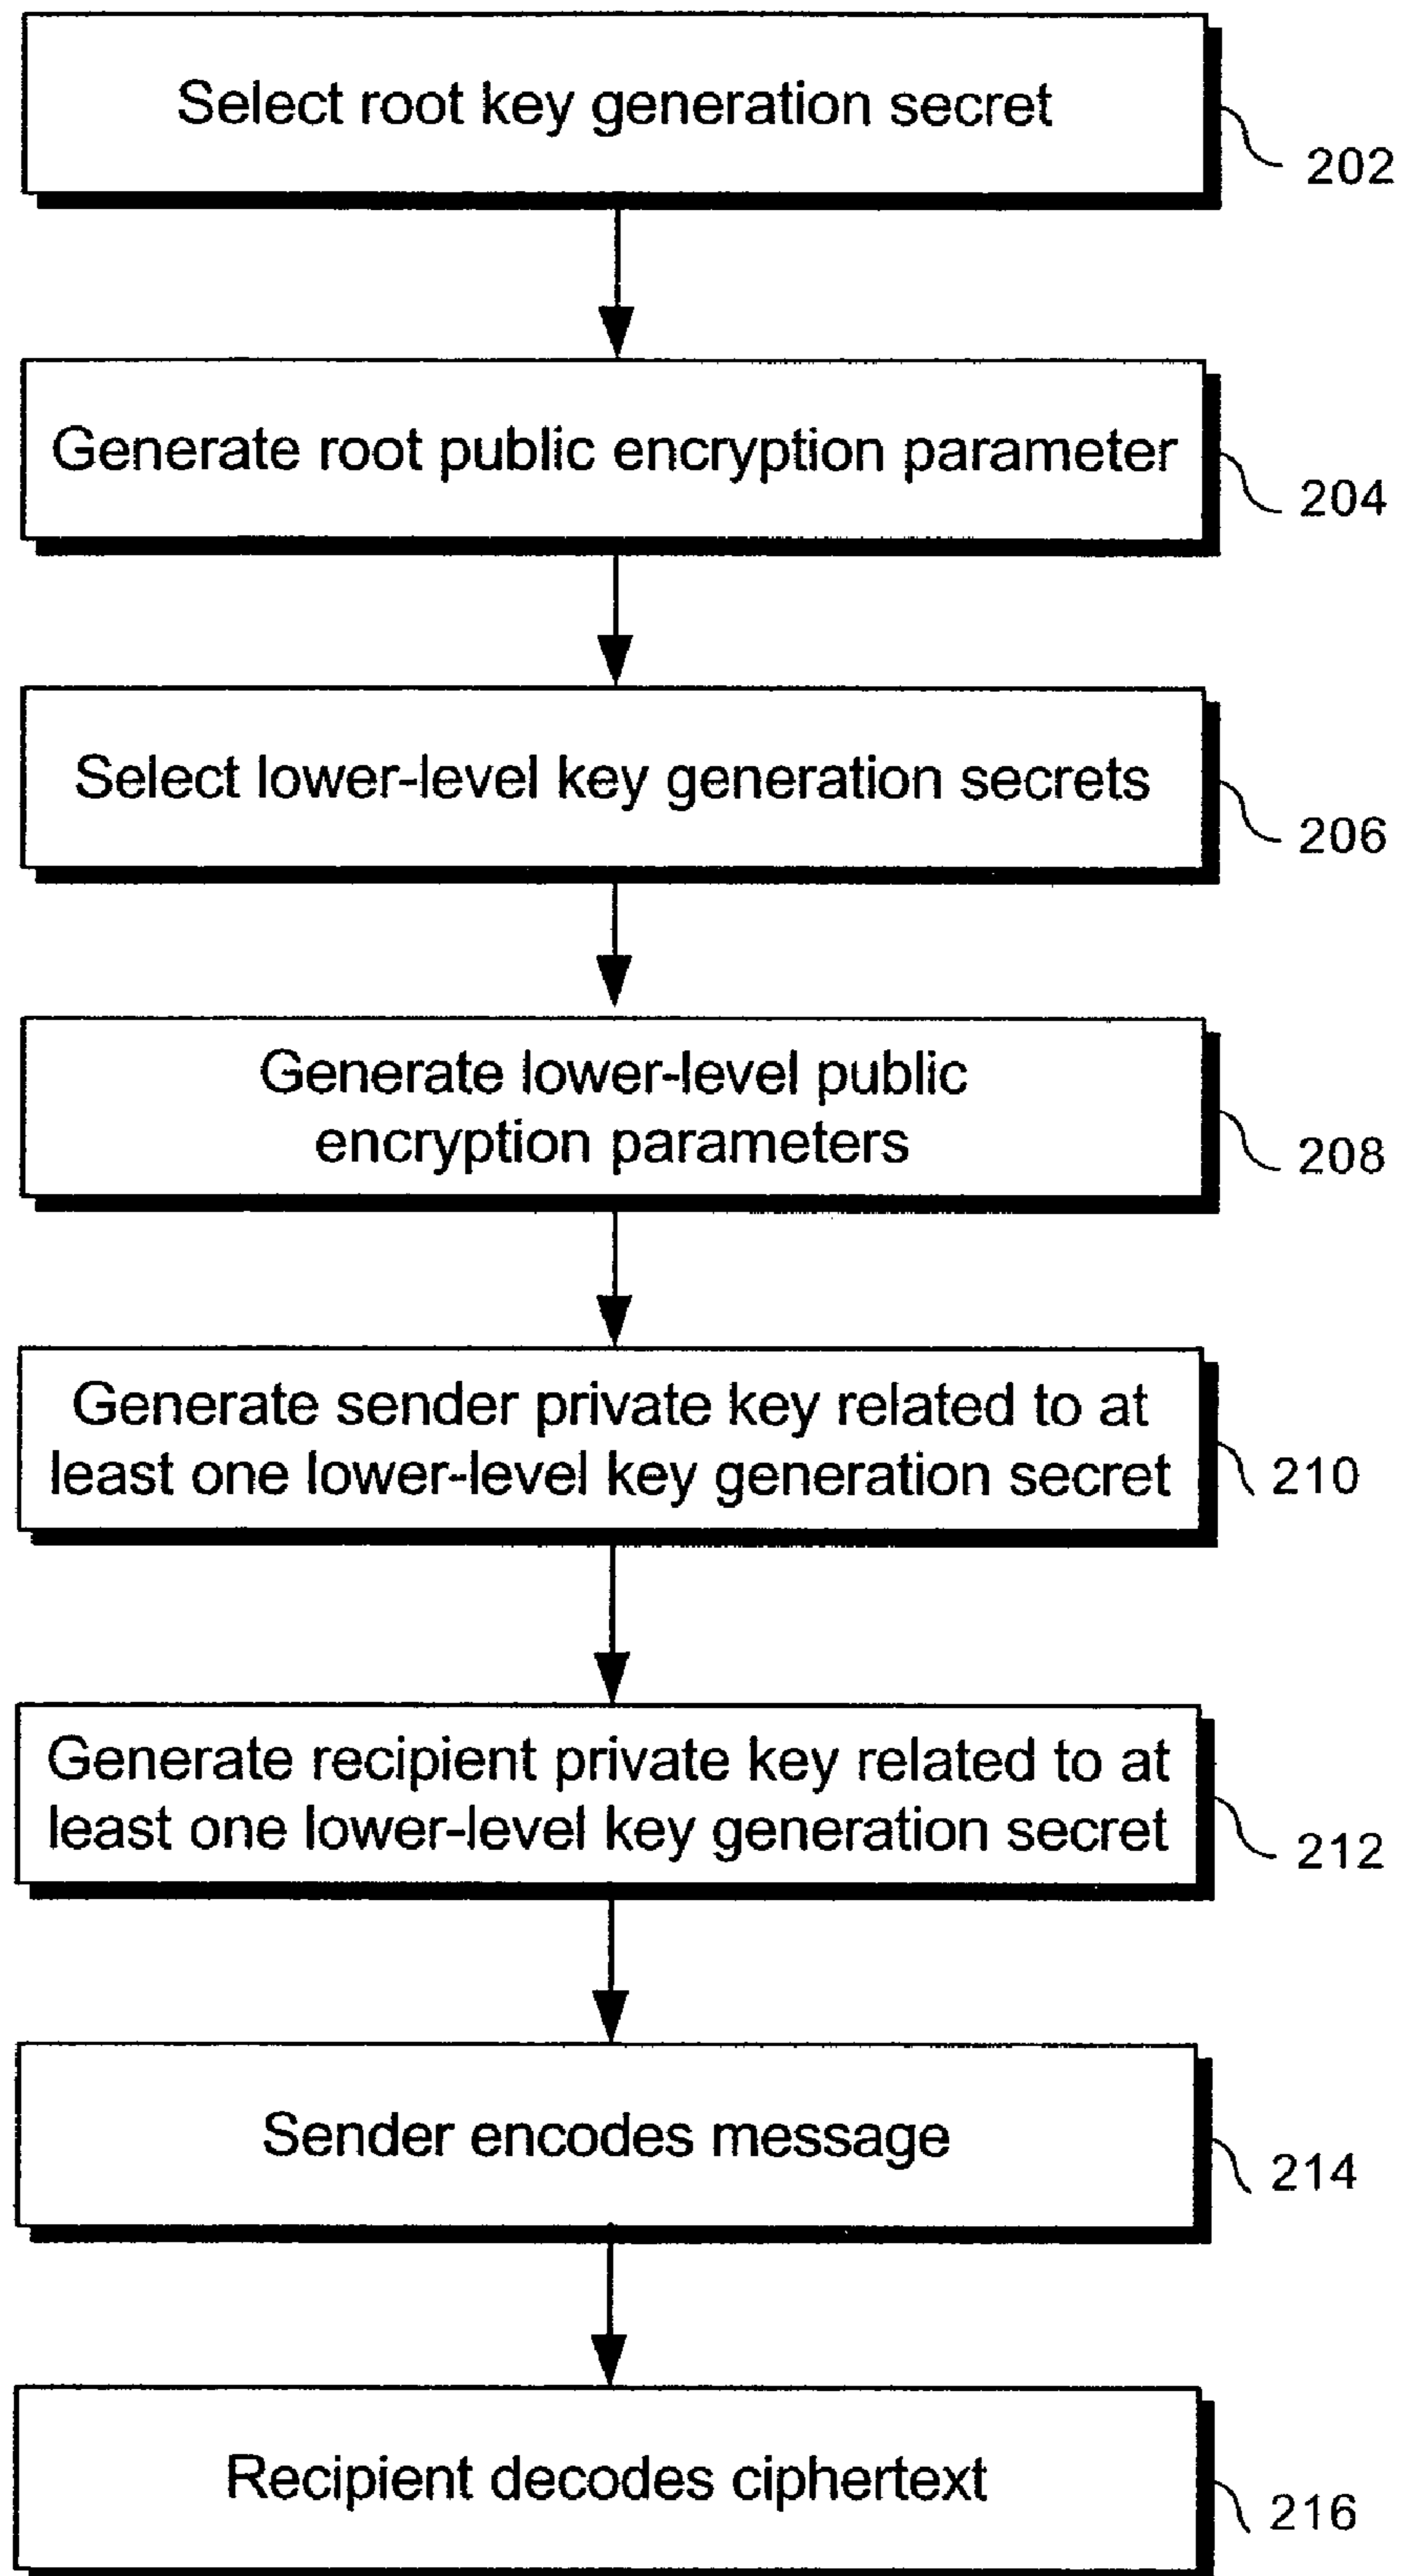 Select root key generation secret
202
Generate root public encryption parameter
204
Select lower-level key generation secrets
206
Generate lower-level public
encryption parameters
208
Generate sender private key related to at
least one lower-level key generation secret
210
Generate recipient private key related to at
least one lower-level key generation secret
212
Sender encodes message
214
Recipient decodes ciphertext
216